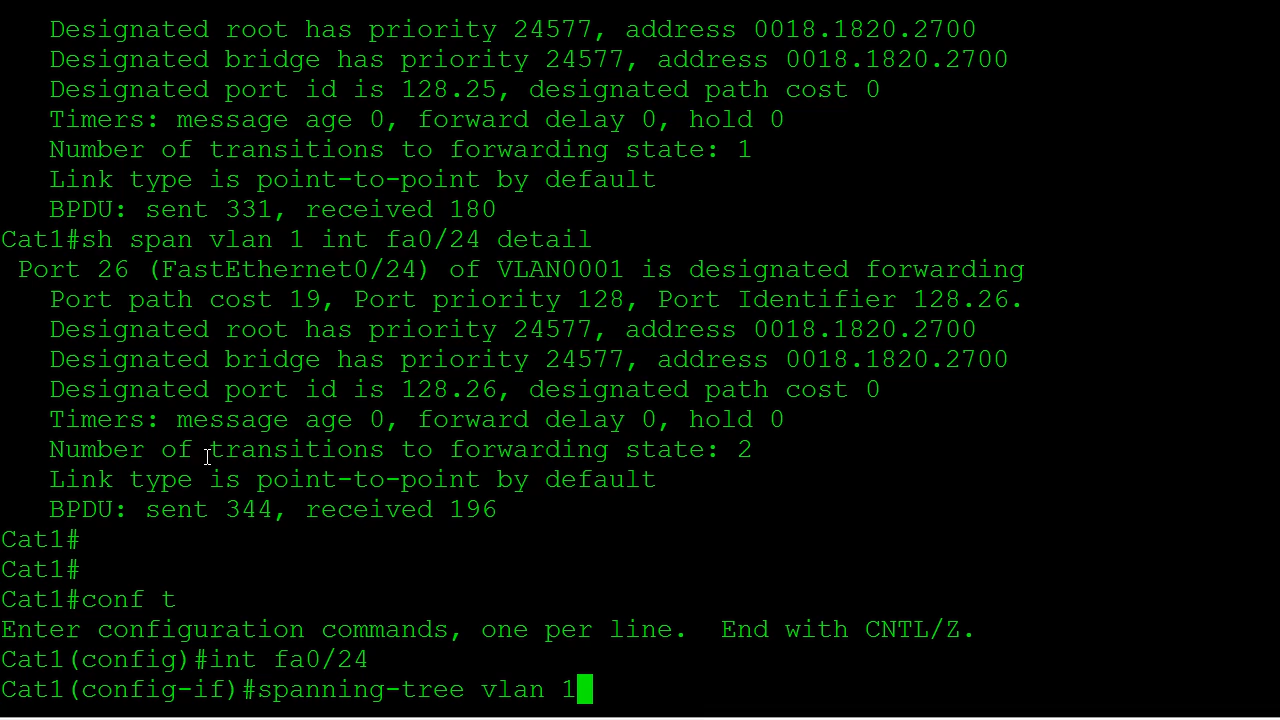 Designated root has priority 24577, address 0018.1820.2700
Designated bridge has priority 24577, address 0018.1820.2700
Designated port id is 128.25, designated path cost 0
Timers: message age 0, forward delay 0, hold 0
Number of transitions to forwarding state: 1
Link type is point-to-point by default
BPDU: sent 331, received 180
Cat1#sh span vlan 1 int fa0/24 detail
Port 26 (FastEthernet0/24) of VLAN0001 is designated forwarding
Port path cost 19, Port priority 128, Port Identifier 128.26.
Designated root has priority 24577, address 0018.1820.2700
Designated bridge has priority 24577, address 0018.1820.2700
Designated port id is 128.26, designated path cost 0
Timers: message age 0, forward delay 0, hold 0
Number of transitions to forwarding state: 2
Link type is point-to-point by default
BPDU: sent 344, received 196
Cat1#
Cat1#
Cat1#conf t
Enter configuration commands, one per line.  End with CNTL/Z.
Cat1(config)#int fa0/24
Cat1(config-if)#spanning-tree vlan 1